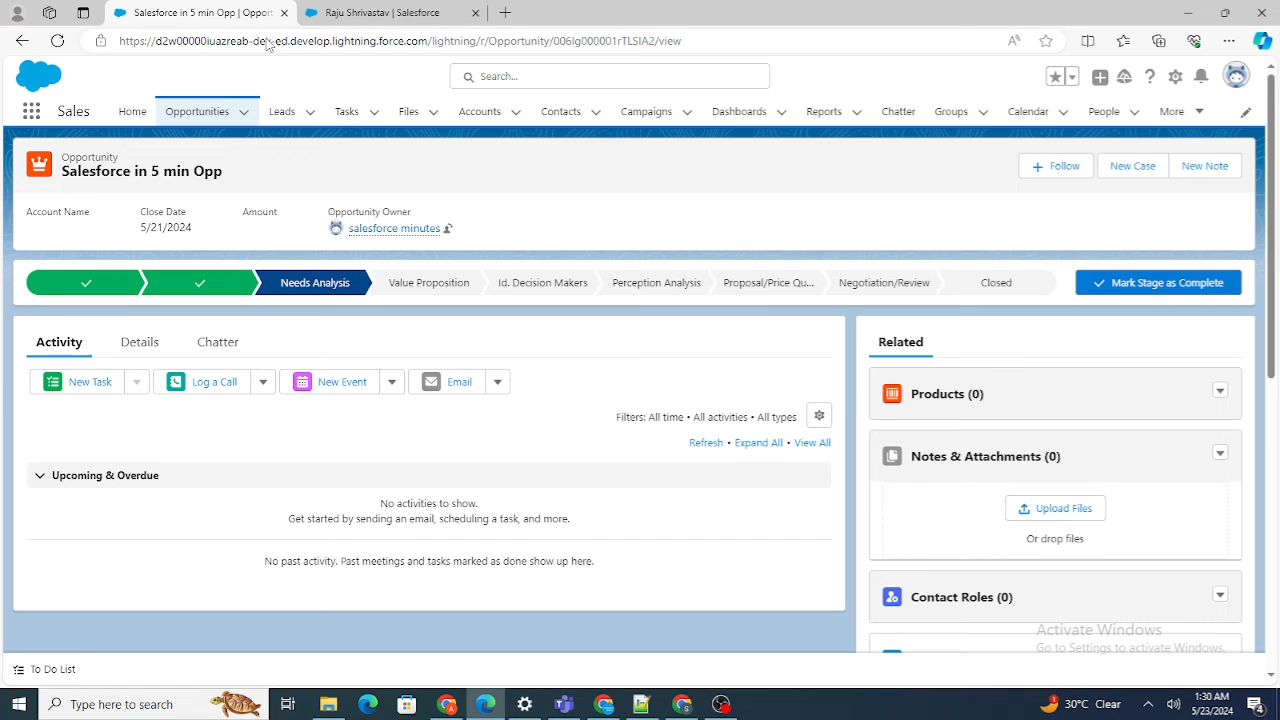 Salesforce in 5 min Opp | Opport
Raju Shrivastav | Salesforce
lightning.force.com/lightning/r/Opportunity/006Ig000001rTLSIA2/view
Search...
Sales
Home
Opportunities
Leads
Tasks
Files
Accounts
Contacts
Campaigns
Dashboards
Reports
Chatter
Groups
Calendar
People
More
Opportunity
Salesforce in 5 min Opp
Follow
New Case
New Note
Account Name
Close Date
Amount
Opportunity Owner
5/21/2024
salesforce minutes
Needs Analysis
Value Proposition
Id. Decision Makers
Perception Analysis
Proposal/Price Qu...
Negotiation/Review
Closed
Mark Stage as Complete
Activity
Details
Chatter
Related
New Task
Log a Call
New Event
Email
Products (0)
Filters: All time • All activities • All types
Refresh • Expand All • View All
Notes & Attachments (0)
Upcoming & Overdue
No activities to show.
Get started by sending an email, scheduling a task, and more.
Upload Files
Or drop files
No past activity. Past meetings and tasks marked as done show up here.
Contact Roles (0)
Activate Windows
Go to Settings to activate Windows.
To Do List
Type here to search
1
30°C Clear
1:30 AM
5/23/2024
4